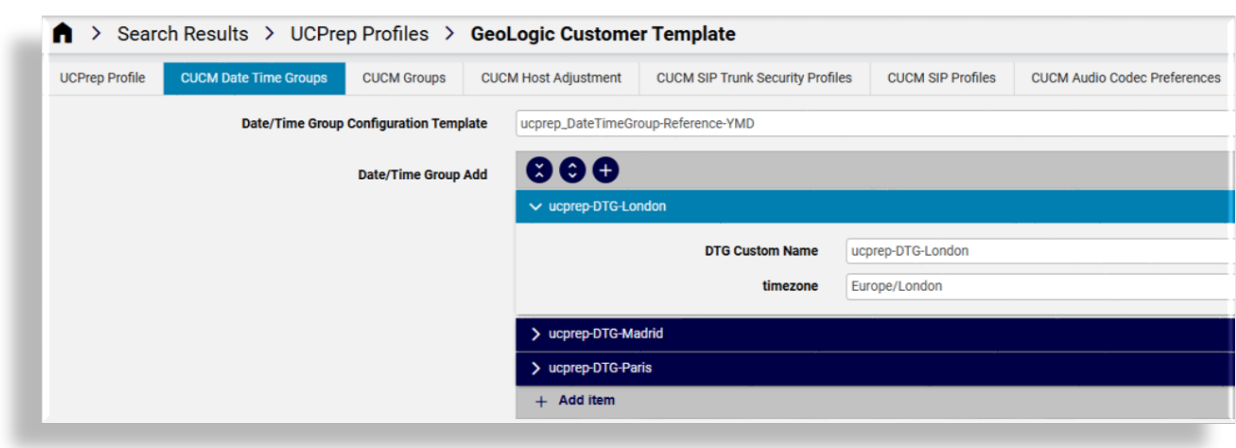 > Search Results > UCPrep Profiles > GeoLogic Customer Template
UCPrep Profile CUCM Date Time Groups CUCM Groups CUCM Host Adjustment CUCM SIP Trunk Security Profiles CUCM SIP Profiles CUCM Audio Codec Preferences
Date/Time Group Configuration Template ucprep_DateTimeGroup-Reference-YMD
Date/Time Group Add
ucprep-DTG-London
DTG Custom Name ucprep-DTG-London
timezone Europe/London
ucprep-DTG-Madrid
ucprep-DTG-Paris
+ Add item